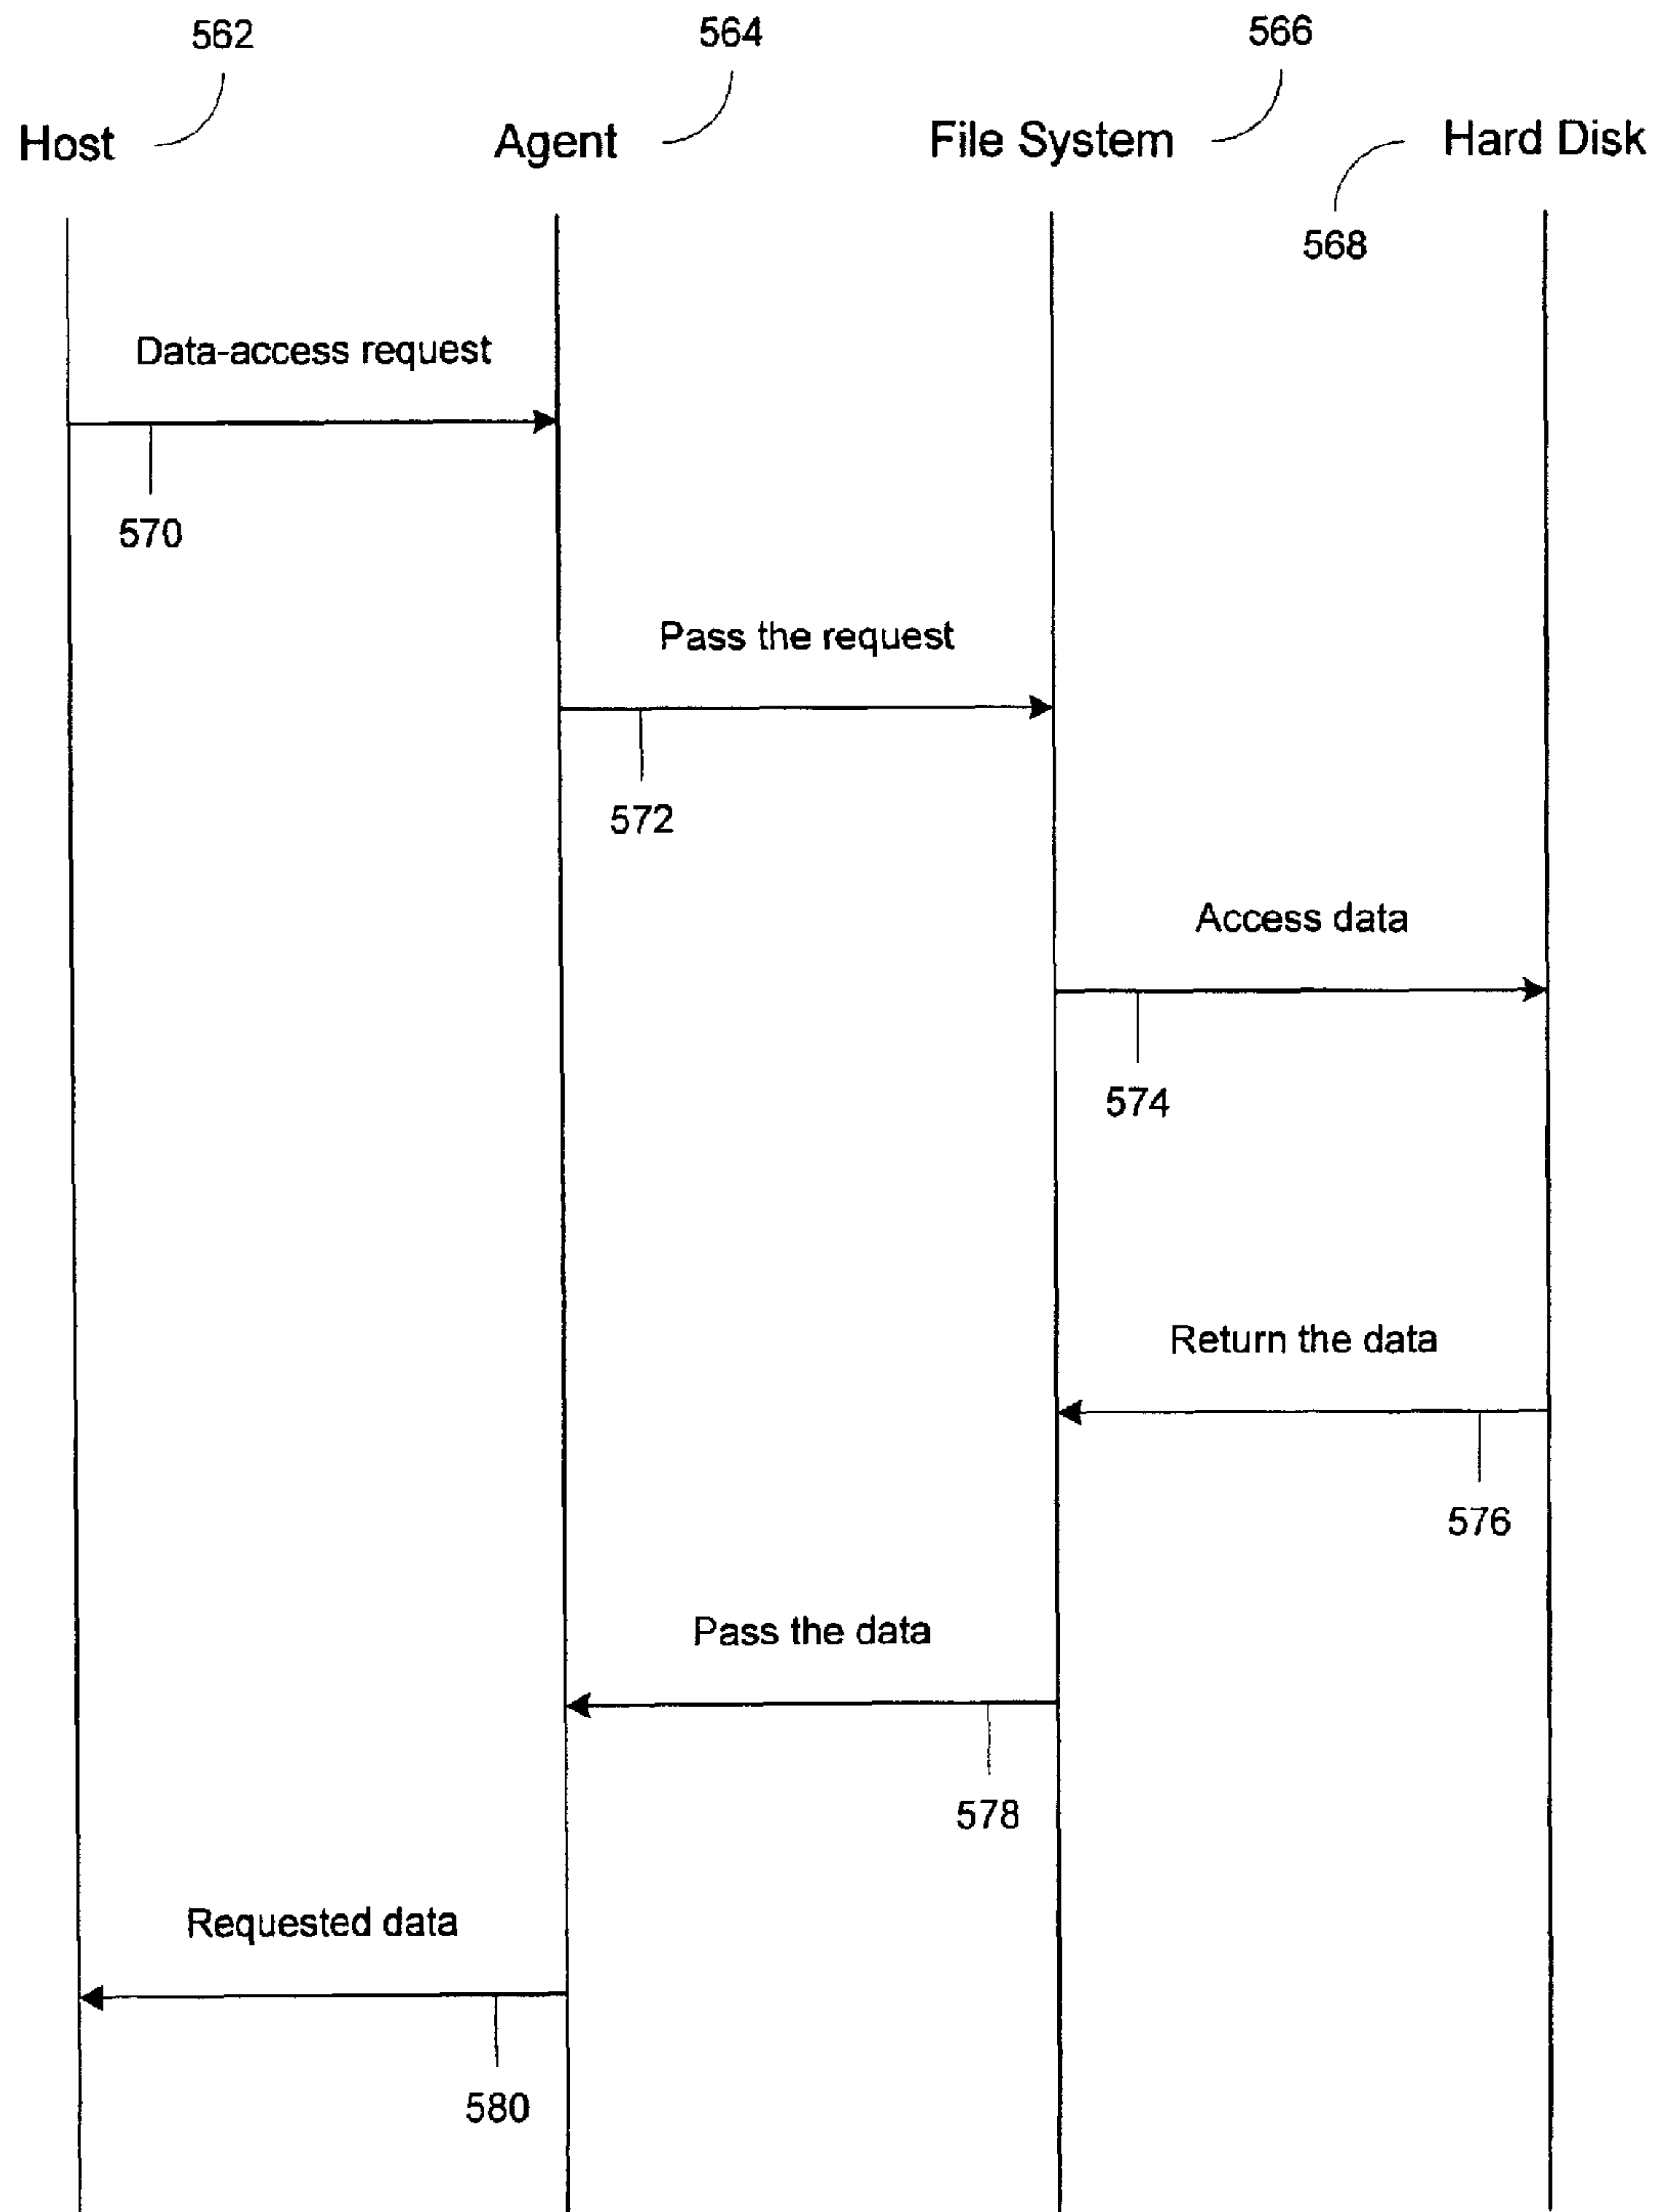 562
564
566
Host
Agent
File System
Hard Disk
568
Data-access request
570
Pass the request
572
Access data
574
Return the data
576
Pass the data
578
Requested data
580